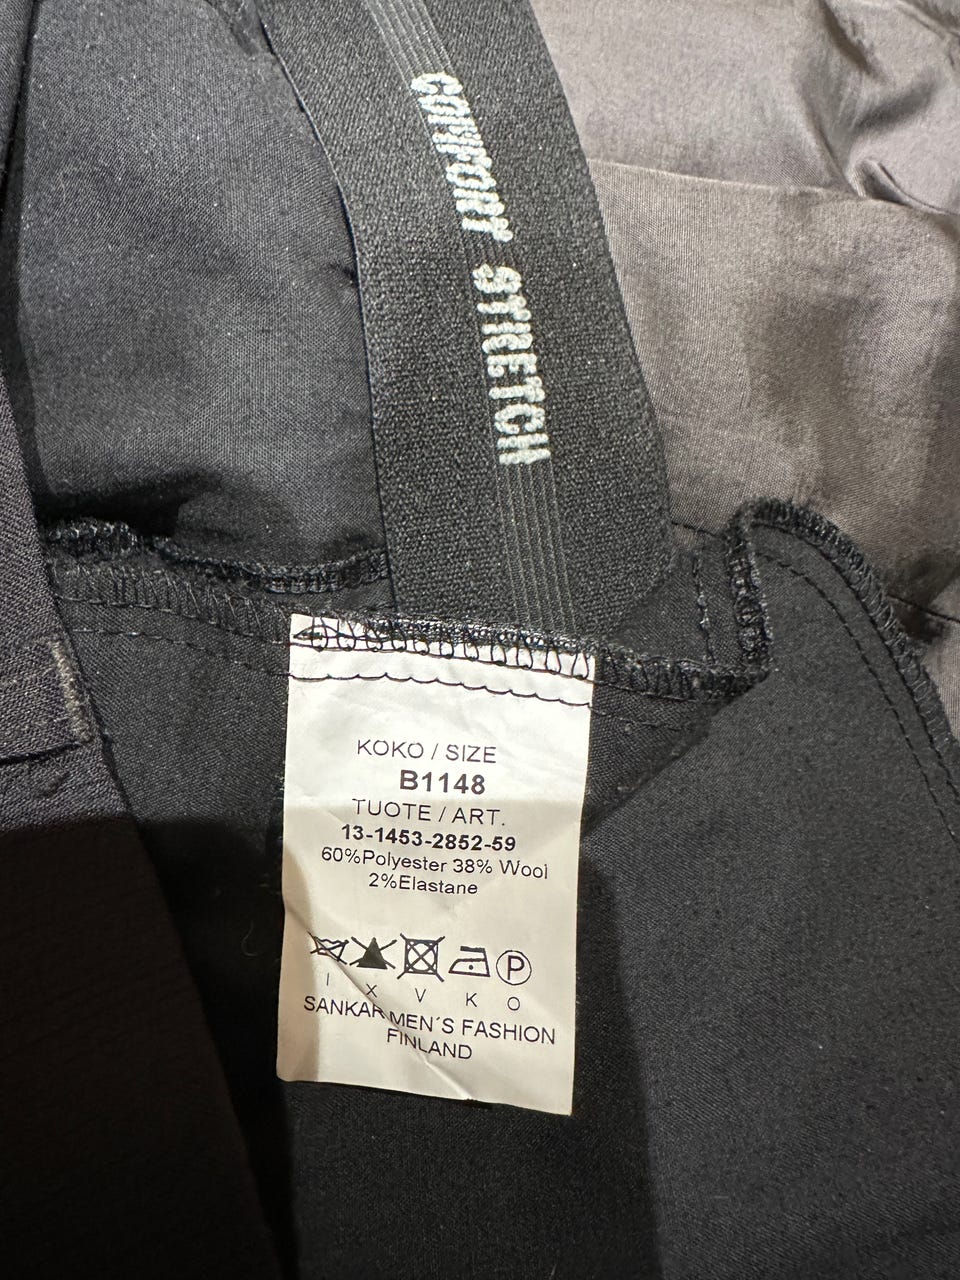 COMFORT STRETCH
KOKO / SIZE
B1148
TUOTE / ART.
13-1453-2852-59
60%Polyester 38% Wool
2%Elastane
P
I X V K O
SANKAR MEN´S FASHION
FINLAND